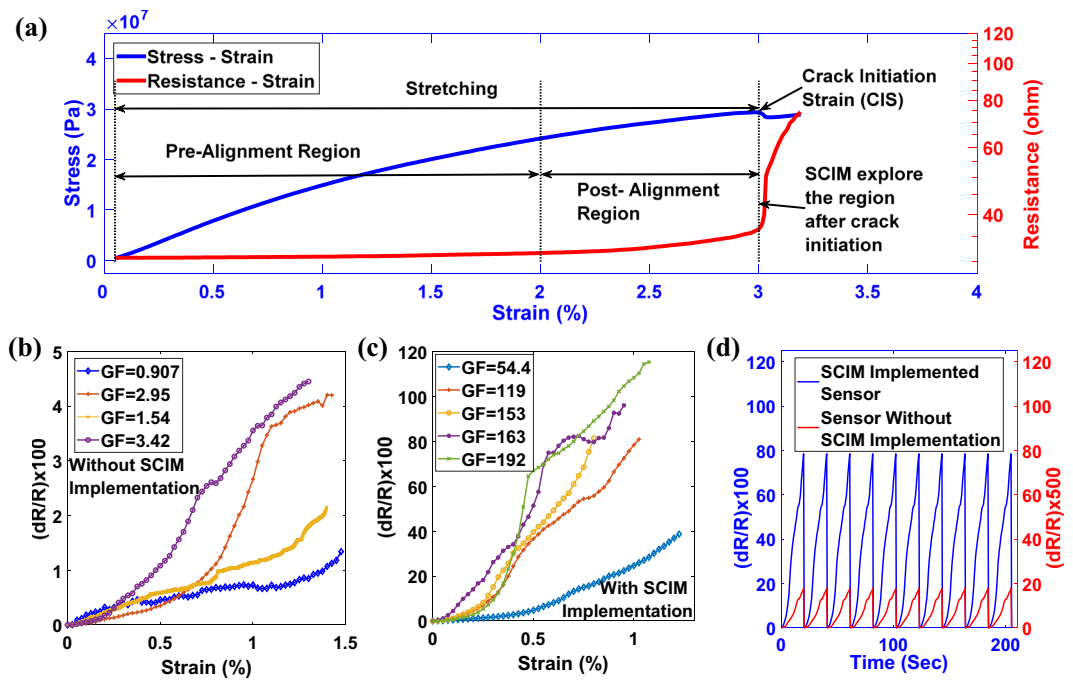 (a)
×10⁷
4
3
2
1
0
Stress (Pa)
Stress - Strain
Resistance - Strain
Stretching
Pre-Alignment Region
Post- Alignment
Region
Crack Initiation
Strain (CIS)
SCIM explore
the region
after crack
initiation
120
100
80
60
40
Resistance (ohm)
0 0.5 1 1.5 2 2.5 3 3.5 4
Strain (%)
(b)
5
4
3
2
1
0
(dR/R)x100
GF=0.907
GF=2.95
GF=1.54
GF=3.42
Without SCIM
Implementation
0 0.5 1 1.5
Strain (%)
(c)
120
100
80
60
40
20
0
(dR/R)x100
GF=54.4
GF=119
GF=153
GF=163
GF=192
With SCIM
Implementation
0 0.5 1
Strain (%)
(d)
120
100
80
60
40
20
0
(dR/R)x100
SCIM Implemented
Sensor
Sensor Without
SCIM Implementation
120
100
80
60
40
20
0
(dR/R)x500
0 100 200
Time (Sec)